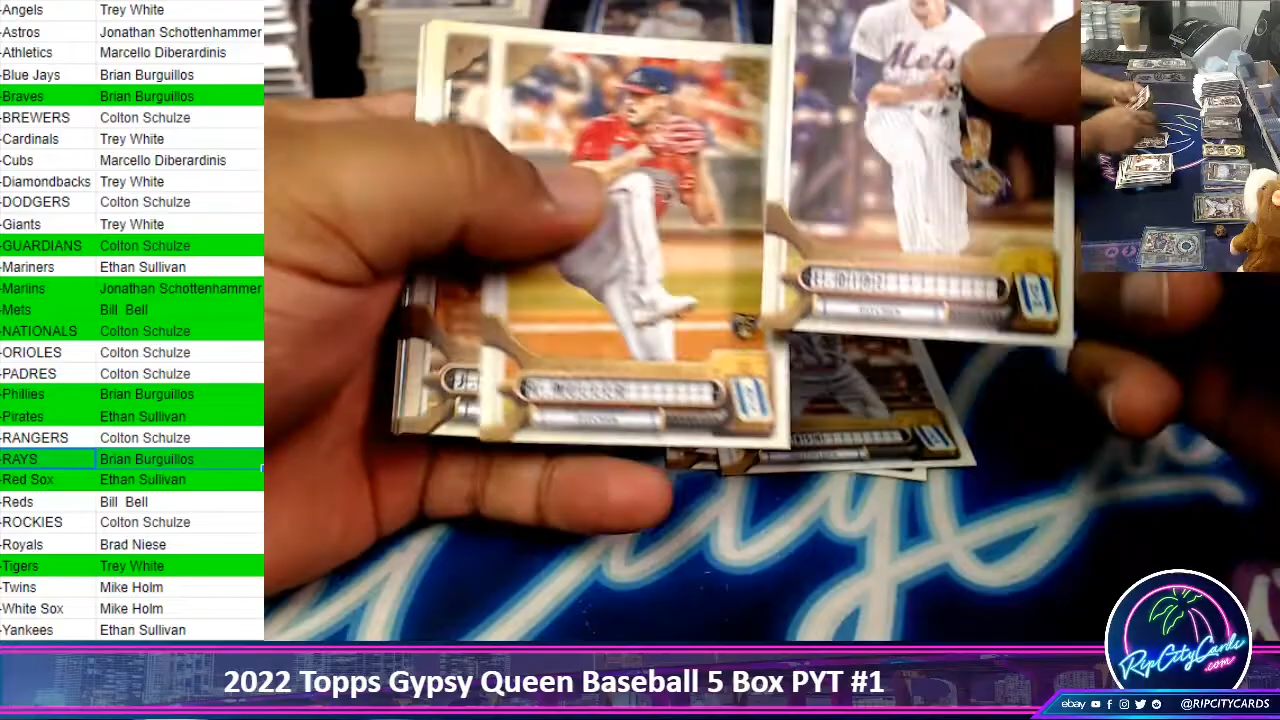 -Angels Trey White
-Astros Jonathan Schottenhammer
-Athletics Marcello Diberardinis
-Blue Jays Brian Burguillos
-Braves Brian Burguillos
-BREWERS Colton Schulze
-Cardinals Trey White
-Cubs Marcello Diberardinis
-Diamondbacks Trey White
-DODGERS Colton Schulze
-Giants Trey White
-GUARDIANS Colton Schulze
-Mariners Ethan Sullivan
-Marlins Jonathan Schottenhammer
-Mets Bill Bell
-NATIONALS Colton Schulze
-ORIOLES Colton Schulze
-PADRES Colton Schulze
-Phillies Brian Burguillos
-Pirates Ethan Sullivan
-RANGERS Colton Schulze
-RAYS Brian Burguillos
-Red Sox Ethan Sullivan
-Reds Bill Bell
-ROCKIES Colton Schulze
-Royals Brad Niese
-Tigers Trey White
-Twins Mike Holm
-White Sox Mike Holm
-Yankees Ethan Sullivan
Mets
RipCityCards
.com
2022 Topps Gypsy Queen Baseball 5 Box PYT #1
ebay @RIPCITYCARDS